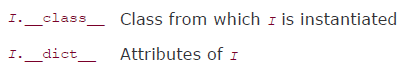 I.__class__ Class from which I is instantiated
I.__dict__ Attributes of I